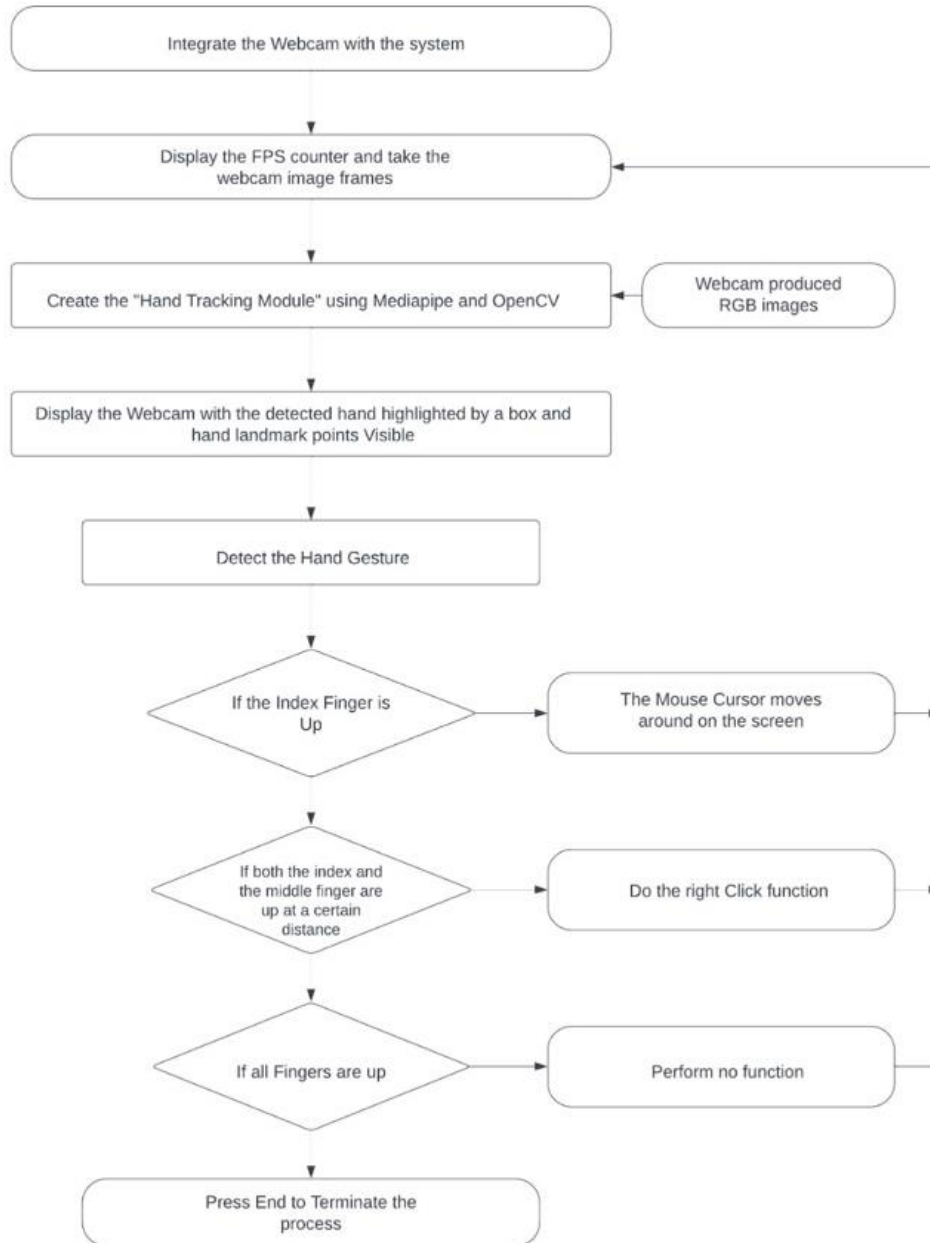 Integrate the Webcam with the system
Display the FPS counter and take the
webcam image frames
Create the "Hand Tracking Module" using Mediapipe and OpenCV
Webcam produced
RGB images
Display the Webcam with the detected hand highlighted by a box and
hand landmark points Visible
Detect the Hand Gesture
If the Index Finger is
Up
The Mouse Cursor moves
around on the screen
If both the index and
the middle finger are
up at a certain
distance
Do the right Click function
If all Fingers are up
Perform no function
Press End to Terminate the
process